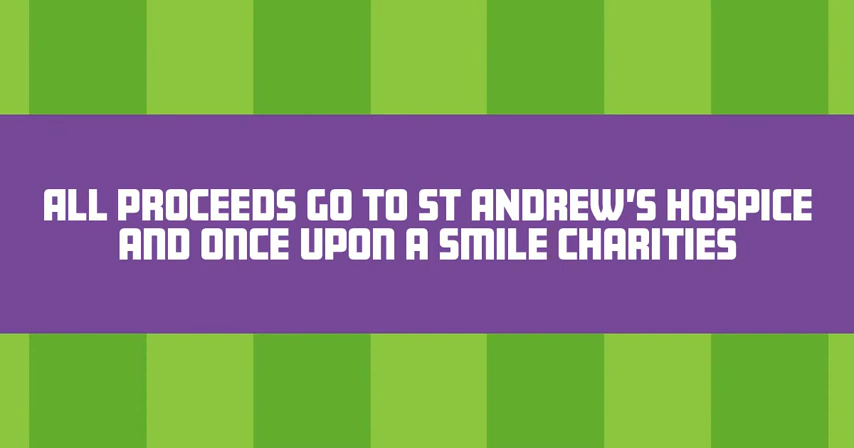 ALL PROCEEDS GO TO ST ANDREW'S HOSPICE
AND ONCE UPON A SMILE CHARITIES